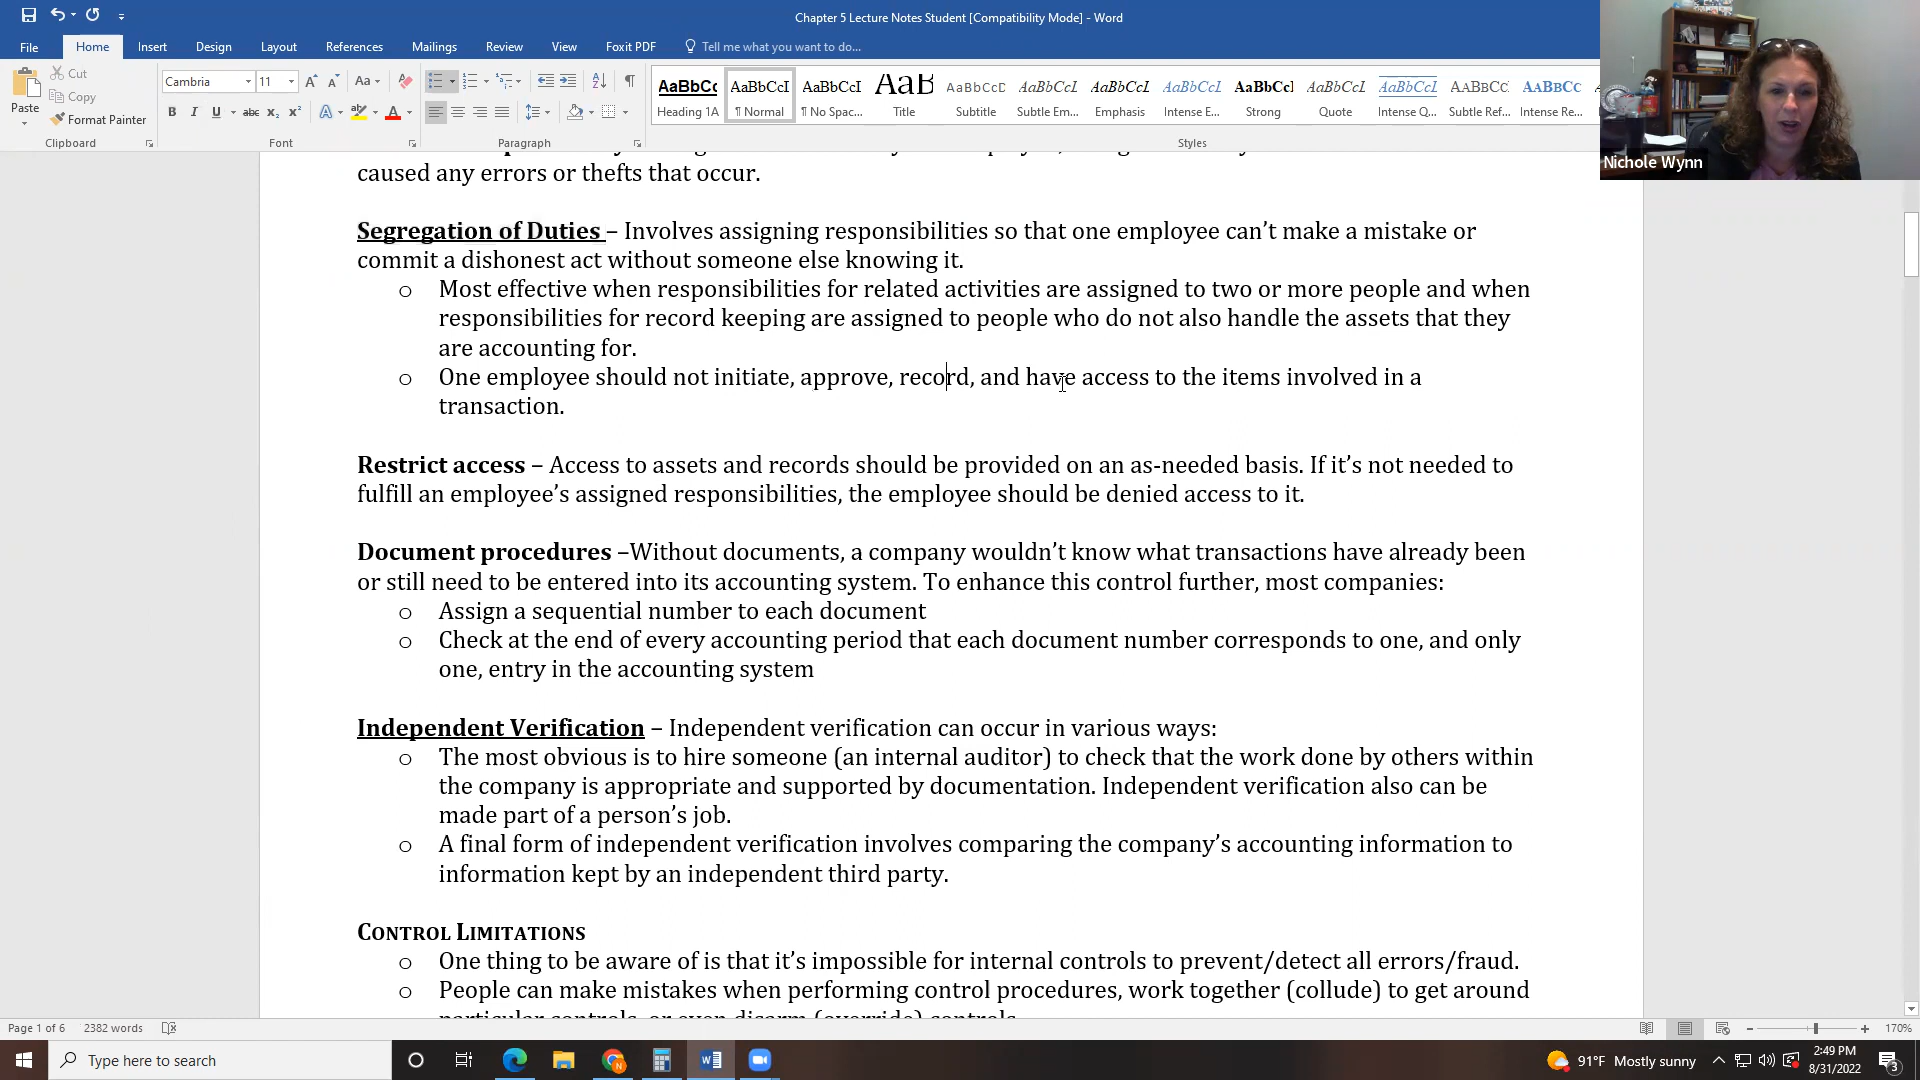 Chapter 5 Lecture Notes Student [Compatibility Mode] - Word
File Home Insert Design Layout References Mailings Review View Foxit PDF Tell me what you want to do...
Paste
Cut
Copy
Format Painter
Clipboard
Cambria 11
Font
Paragraph
AaBbCc AaBbCcI AaBbCcI AaB AaBbCcD AaBbCcI AaBbCcI AaBbCcI AaBbCcI AaBbCcI AaBbCcI AABBCC AABBCC
Heading 1A ¶ Normal ¶ No Spac... Title Subtitle Subtle Em... Emphasis Intense E... Strong Quote Intense Q... Subtle Ref... Intense Re...
Styles
Nichole Wynn
caused any errors or thefts that occur.
Segregation of Duties – Involves assigning responsibilities so that one employee can’t make a mistake or
commit a dishonest act without someone else knowing it.
o Most effective when responsibilities for related activities are assigned to two or more people and when
responsibilities for record keeping are assigned to people who do not also handle the assets that they
are accounting for.
o One employee should not initiate, approve, record, and have access to the items involved in a
transaction.
Restrict access – Access to assets and records should be provided on an as-needed basis. If it’s not needed to
fulfill an employee’s assigned responsibilities, the employee should be denied access to it.
Document procedures –Without documents, a company wouldn’t know what transactions have already been
or still need to be entered into its accounting system. To enhance this control further, most companies:
o Assign a sequential number to each document
o Check at the end of every accounting period that each document number corresponds to one, and only
one, entry in the accounting system
Independent Verification – Independent verification can occur in various ways:
o The most obvious is to hire someone (an internal auditor) to check that the work done by others within
the company is appropriate and supported by documentation. Independent verification also can be
made part of a person’s job.
o A final form of independent verification involves comparing the company’s accounting information to
information kept by an independent third party.
CONTROL LIMITATIONS
o One thing to be aware of is that it’s impossible for internal controls to prevent/detect all errors/fraud.
o People can make mistakes when performing control procedures, work together (collude) to get around
particular controls, or even disarm (override) controls.
Page 1 of 6 2382 words 170%
Type here to search 91°F Mostly sunny 2:49 PM
8/31/2022 3